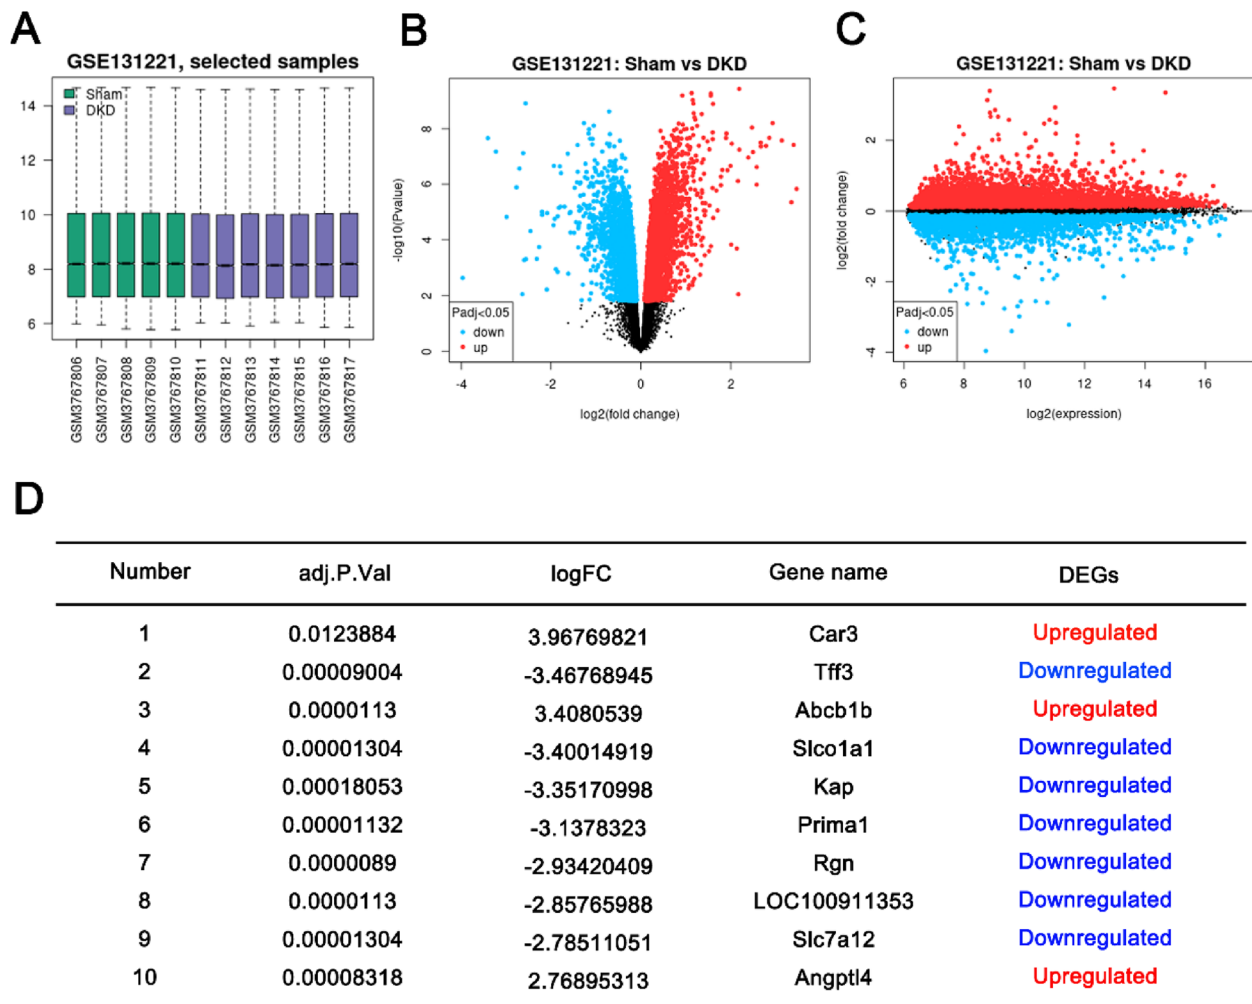 A
GSE131221, selected samples
Sham
DKD
14
12
10
8
6
GSM3767806
GSM3767807
GSM3767808
GSM3767809
GSM3767810
GSM3767811
GSM3767812
GSM3767813
GSM3767814
GSM3767815
GSM3767816
GSM3767817
B
GSE131221: Sham vs DKD
-log10(Pvalue)
8
6
4
2
0
Padj<0.05
down
up
-4 -2 0 2
log2(fold change)
C
GSE131221: Sham vs DKD
log2(fold change)
2
0
-2
-4
Padj<0.05
down
up
6 8 10 12 14 16
log2(expression)
D
Number adj.P.Val logFC Gene name DEGs
1 0.0123884 3.96769821 Car3 Upregulated
2 0.00009004 -3.46768945 Tff3 Downregulated
3 0.0000113 3.4080539 Abcb1b Upregulated
4 0.00001304 -3.40014919 Slco1a1 Downregulated
5 0.00018053 -3.35170998 Kap Downregulated
6 0.00001132 -3.1378323 Prima1 Downregulated
7 0.0000089 -2.93420409 Rgn Downregulated
8 0.0000113 -2.85765988 LOC100911353 Downregulated
9 0.00001304 -2.78511051 Slc7a12 Downregulated
10 0.00008318 2.76895313 Angptl4 Upregulated